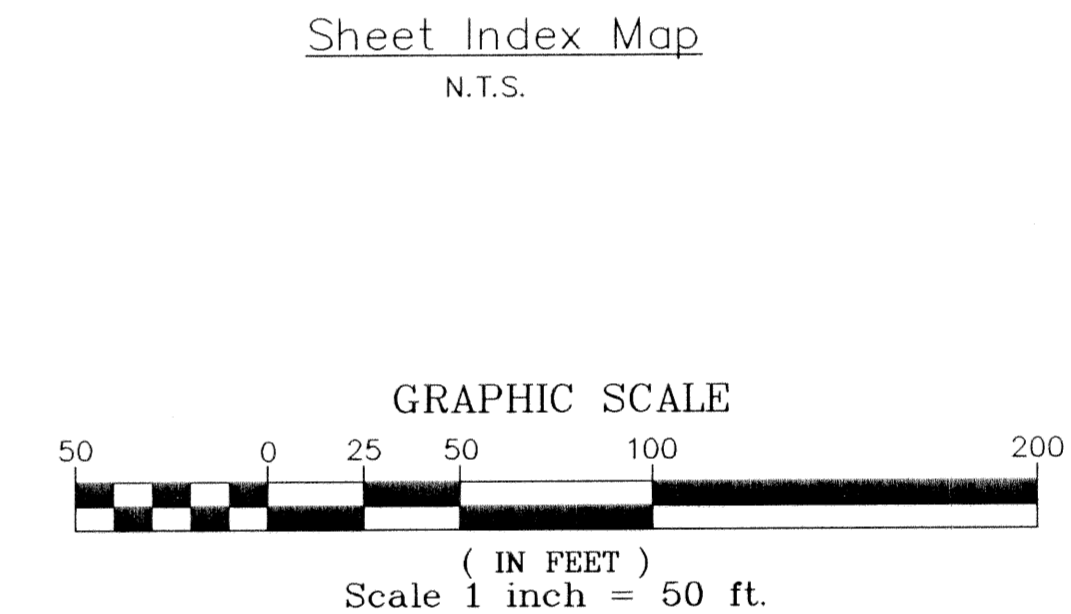 Sheet Index Map
N.T.S.
GRAPHIC SCALE
50 0 25 50 100 200
( IN FEET )
Scale 1 inch = 50 ft.